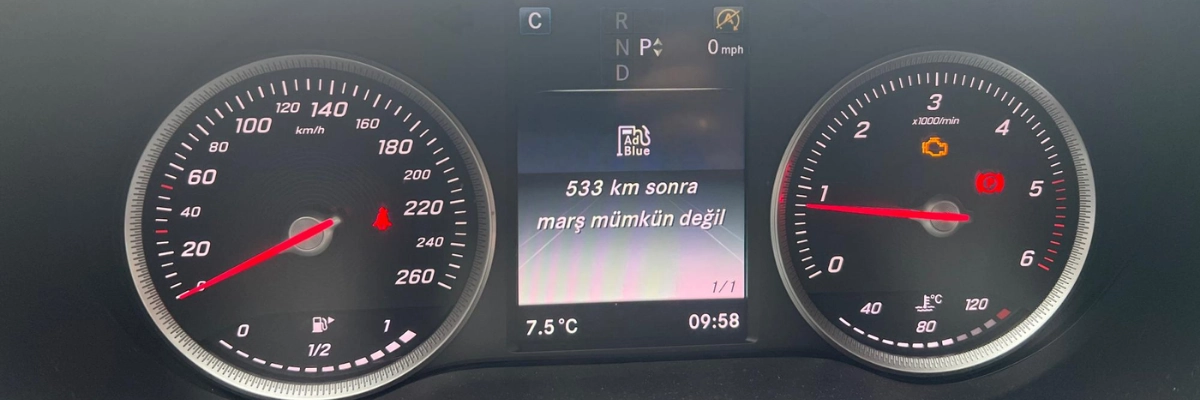 0
20
40
60
80
100
120
140
160
180
200
220
240
260
km/h
0
1/2
1
C
R
N P
D
0 mph
Ad
Blue
533 km sonra
marş mümkün değil
1/1
7.5 °C
09:58
0
1
2
3
4
5
6
x1000/min
40
80
120
°C